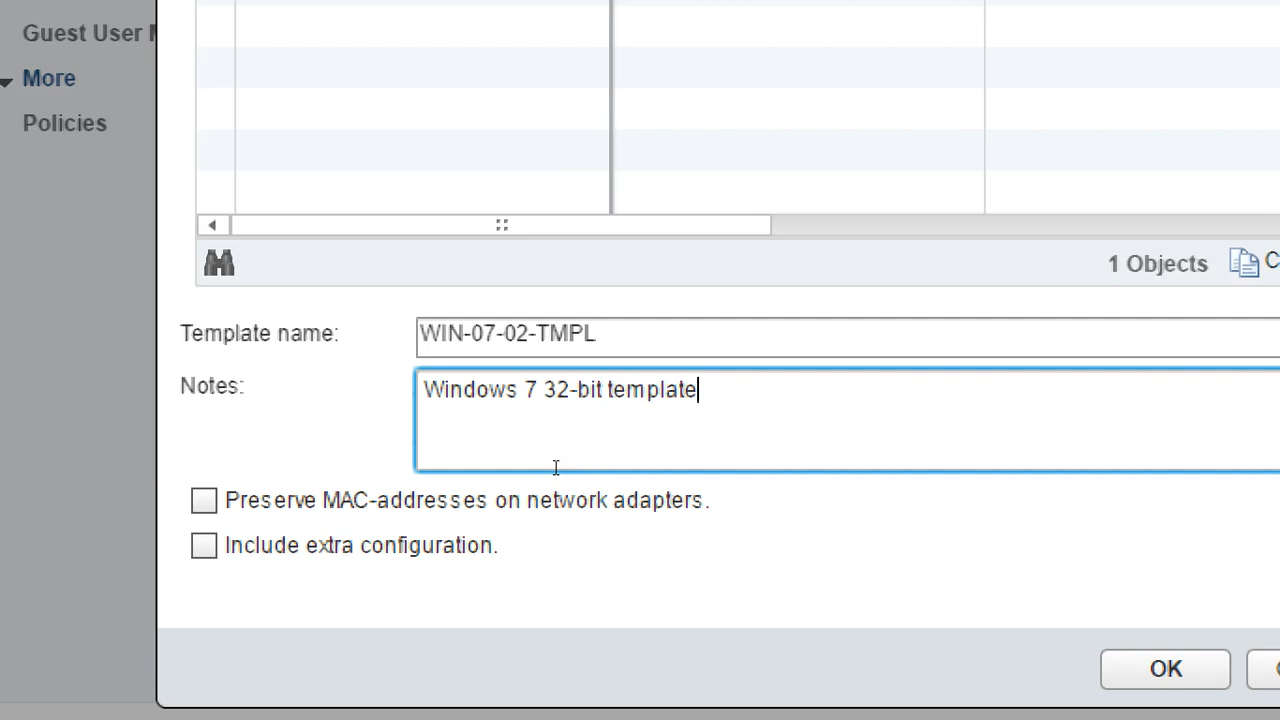 Guest User
More
Policies
1 Objects
Template name:
WIN-07-02-TMPL
Notes:
Windows 7 32-bit template
Preserve MAC-addresses on network adapters.
Include extra configuration.
OK